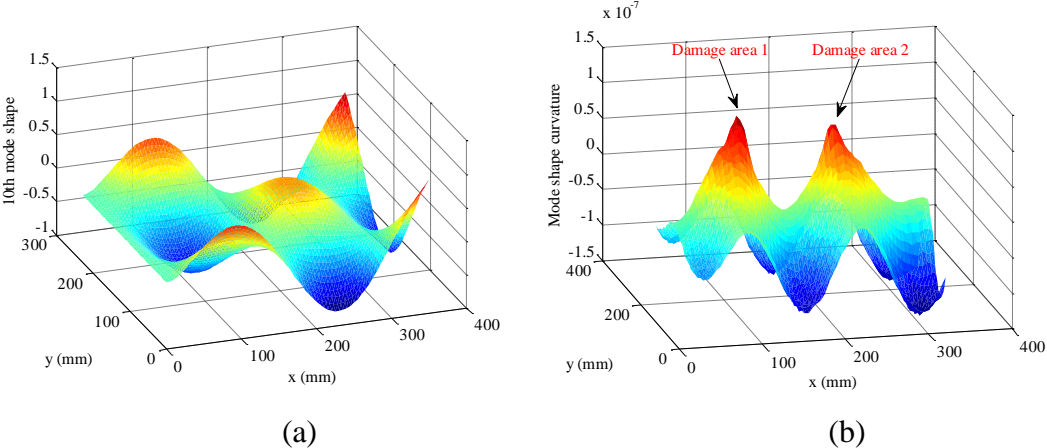 1.5
1
0.5
0
-0.5
-1
10th mode shape
300
200
100
0
y (mm)
0
100
200
300
400
x (mm)
(a)
x 10⁻⁷
1.5
1
0.5
0
-0.5
-1
-1.5
Mode shape curvature
Damage area 1
Damage area 2
400
200
0
y (mm)
0
100
200
300
400
x (mm)
(b)